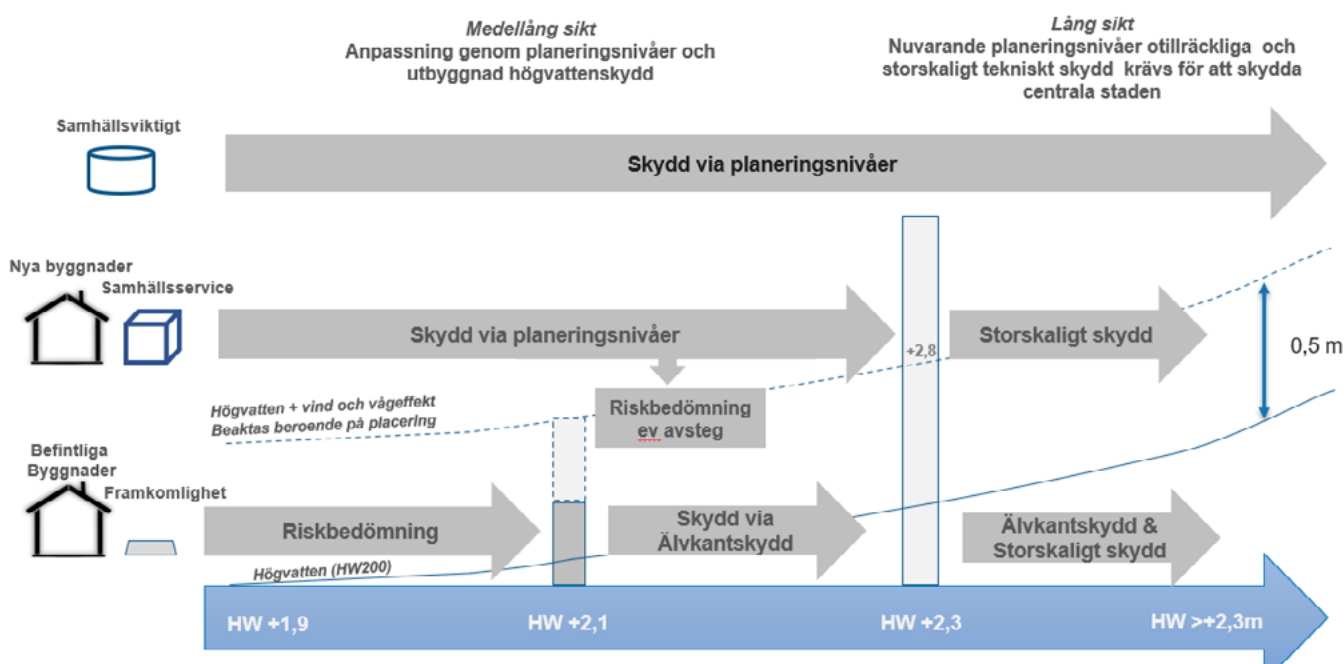 Medellång sikt
Anpassning genom planeringsnivåer och
utbyggnad högvattenskydd
Lång sikt
Nuvarande planeringsnivåer otillräckliga och
storskaligt tekniskt skydd krävs för att skydda
centrala staden
Samhällsviktigt
Skydd via planeringsnivåer
Nya byggnader
Samhällsservice
Skydd via planeringsnivåer
+2,8
Storskaligt skydd
0,5 m
Högvatten + vind och vågeffekt
Beaktas beroende på placering
Riskbedömning
ev avsteg
Befintliga
Byggnader
Framkomlighet
Riskbedömning
Skydd via
Älvkantskydd
Älvkantskydd &
Storskaligt skydd
Högvatten (HW200)
HW +1,9
HW +2,1
HW +2,3
HW >+2,3m